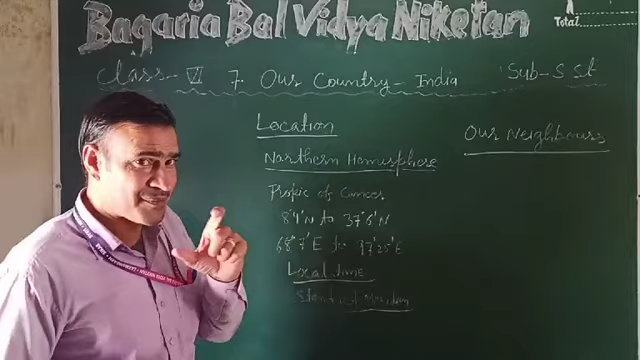 Bagaria Bal Vidya Niketan
Total
Class - VI 7. Our Country - India Sub - S St
Location
Narthern Hemisphere
Tropic of Cancer
8°4'N to 37°6'N
68°7'E to 97°25'E
Local time
Standard Meridian
Our Neighbours